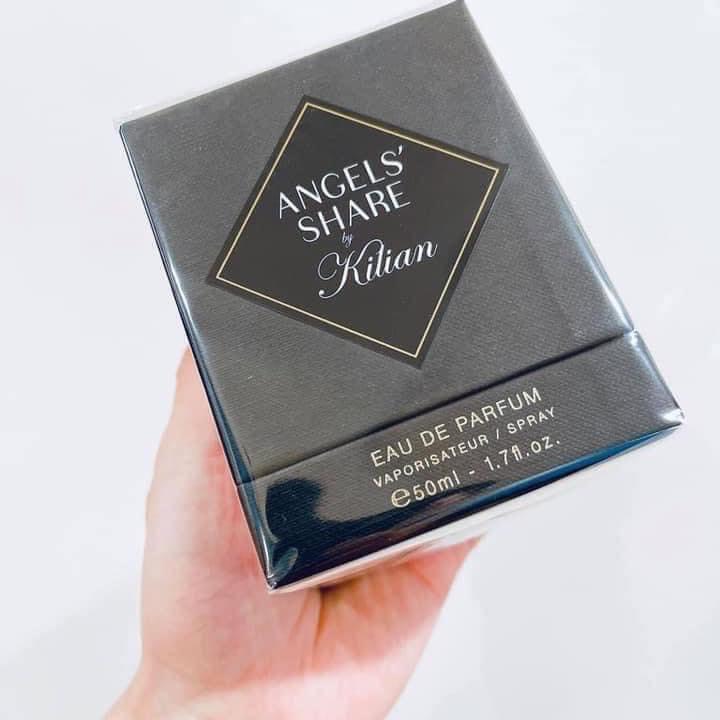 ANGELS'
SHARE
by
Kilian
EAU DE PARFUM
VAPORISATEUR / SPRAY
℮50ml - 1.7fl.oz.